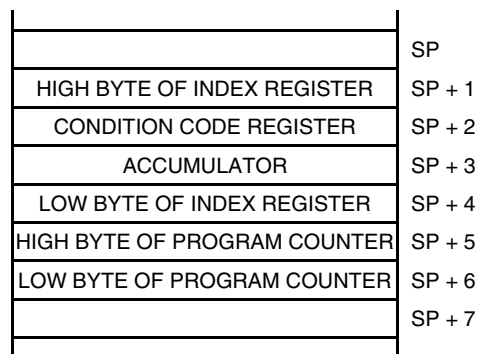 SP
HIGH BYTE OF INDEX REGISTER SP + 1
CONDITION CODE REGISTER SP + 2
ACCUMULATOR SP + 3
LOW BYTE OF INDEX REGISTER SP + 4
HIGH BYTE OF PROGRAM COUNTER SP + 5
LOW BYTE OF PROGRAM COUNTER SP + 6
SP + 7